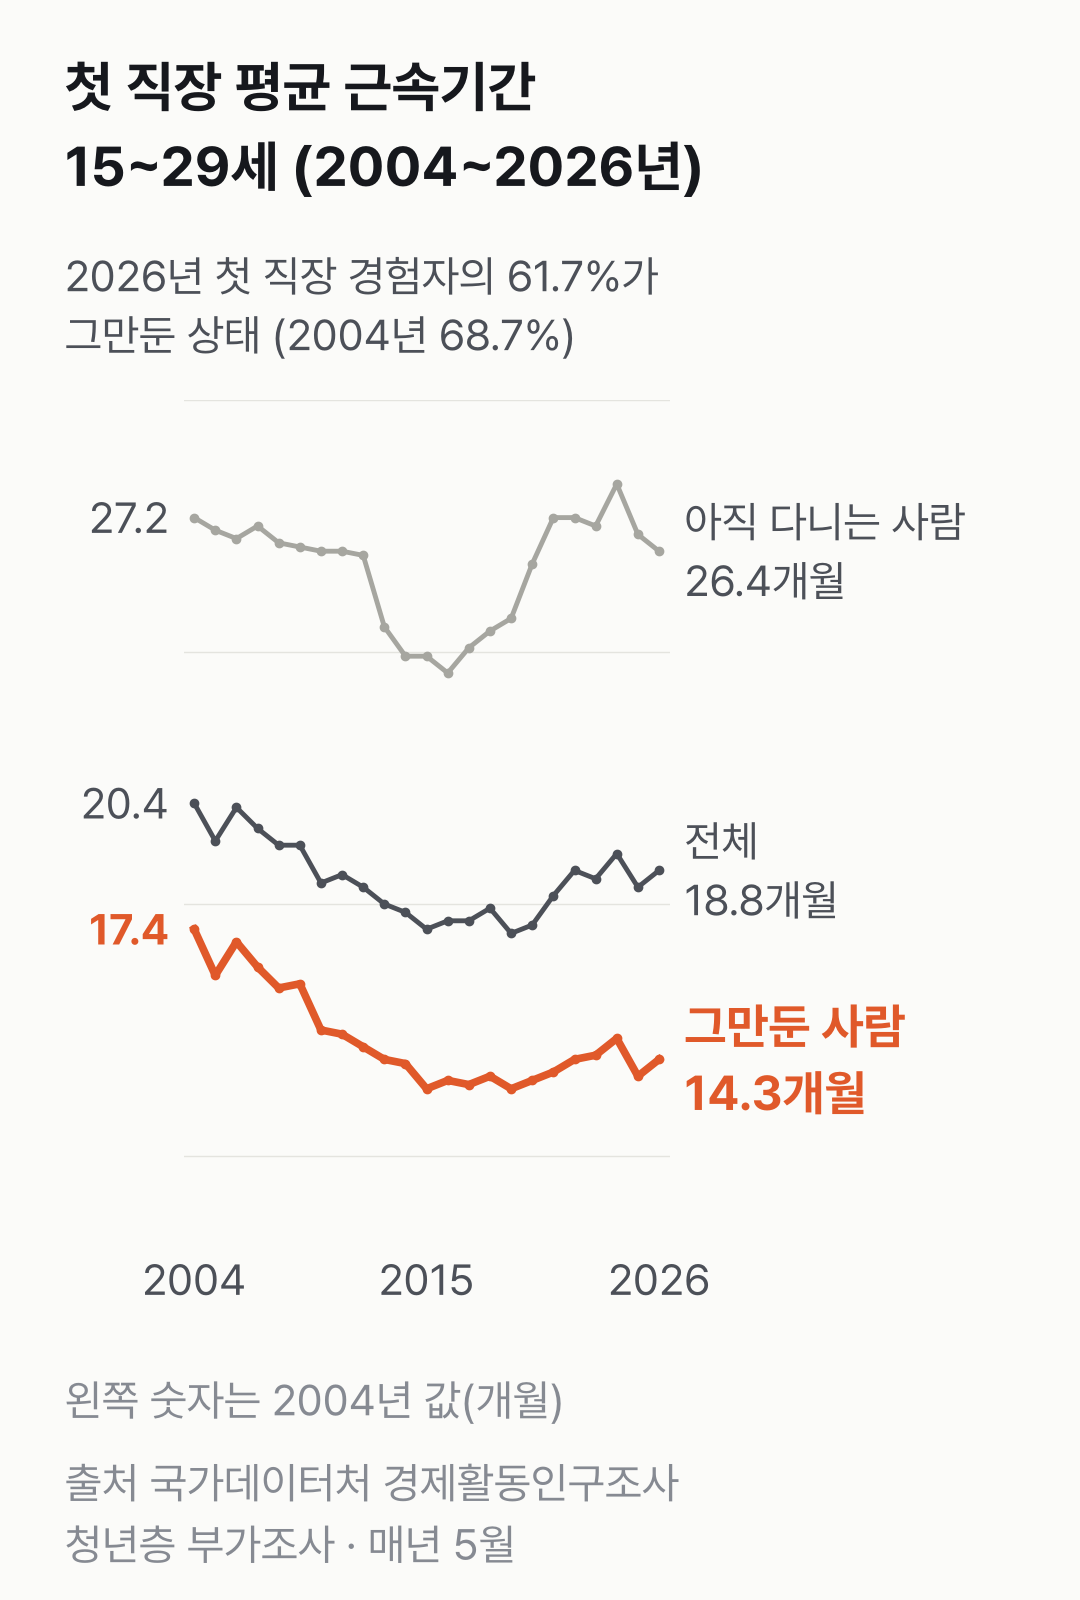 첫 직장 평균 근속기간
15~29세 (2004~2026년)
2026년 첫 직장 경험자의 61.7%가
그만둔 상태 (2004년 68.7%)
27.2
아직 다니는 사람
26.4개월
20.4
전체
18.8개월
17.4
그만둔 사람
14.3개월
2004 2015 2026
왼쪽 숫자는 2004년 값(개월)
출처 국가데이터처 경제활동인구조사
청년층 부가조사 · 매년 5월